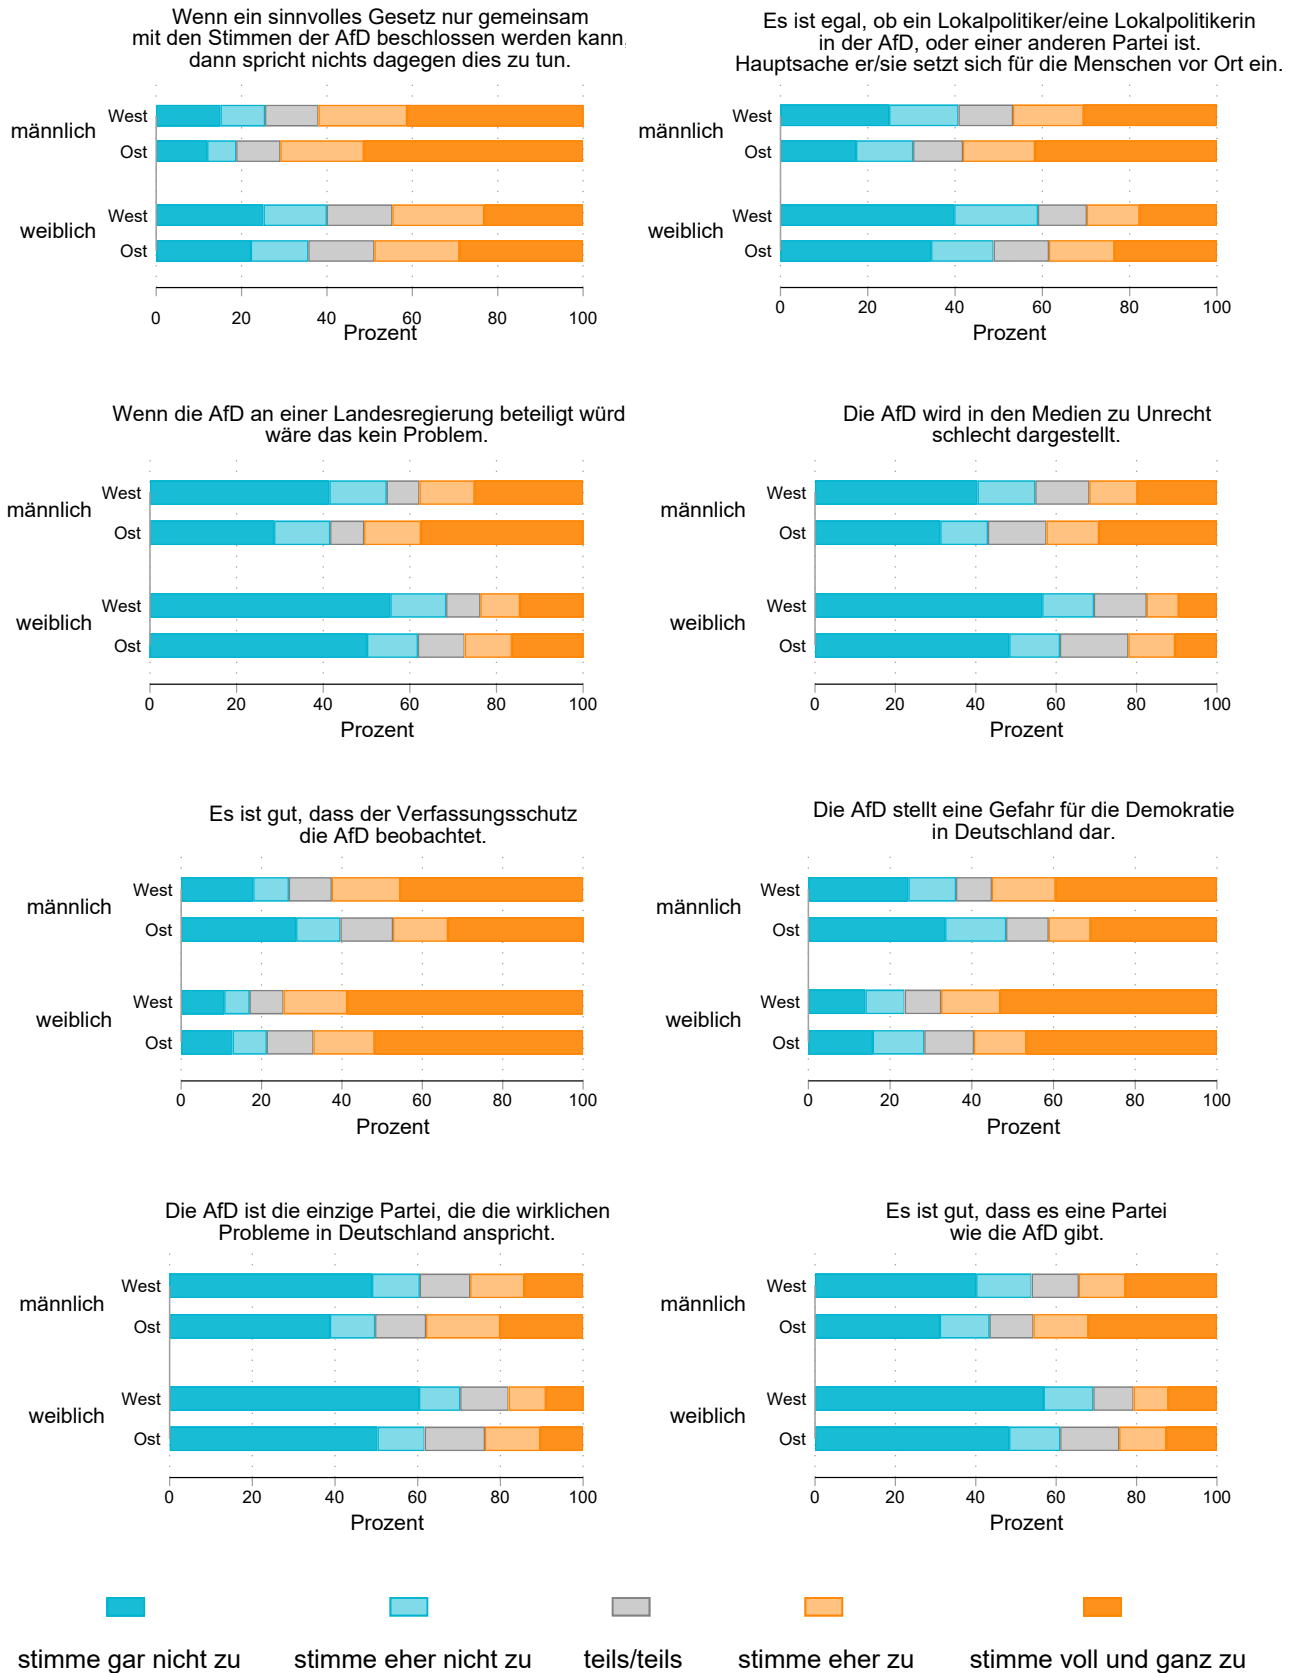 Wenn ein sinnvolles Gesetz nur gemeinsam
mit den Stimmen der AfD beschlossen werden kann,
dann spricht nichts dagegen dies zu tun.
männlich
West
Ost
weiblich
West
Ost
0 20 40 60 80 100
Prozent
Es ist egal, ob ein Lokalpolitiker/eine Lokalpolitikerin
in der AfD, oder einer anderen Partei ist.
Hauptsache er/sie setzt sich für die Menschen vor Ort ein.
männlich
West
Ost
weiblich
West
Ost
0 20 40 60 80 100
Prozent
Wenn die AfD an einer Landesregierung beteiligt würd
wäre das kein Problem.
männlich
West
Ost
weiblich
West
Ost
0 20 40 60 80 100
Prozent
Die AfD wird in den Medien zu Unrecht
schlecht dargestellt.
männlich
West
Ost
weiblich
West
Ost
0 20 40 60 80 100
Prozent
Es ist gut, dass der Verfassungsschutz
die AfD beobachtet.
männlich
West
Ost
weiblich
West
Ost
0 20 40 60 80 100
Prozent
Die AfD stellt eine Gefahr für die Demokratie
in Deutschland dar.
männlich
West
Ost
weiblich
West
Ost
0 20 40 60 80 100
Prozent
Die AfD ist die einzige Partei, die die wirklichen
Probleme in Deutschland anspricht.
männlich
West
Ost
weiblich
West
Ost
0 20 40 60 80 100
Prozent
Es ist gut, dass es eine Partei
wie die AfD gibt.
männlich
West
Ost
weiblich
West
Ost
0 20 40 60 80 100
Prozent
stimme gar nicht zu stimme eher nicht zu teils/teils stimme eher zu stimme voll und ganz zu